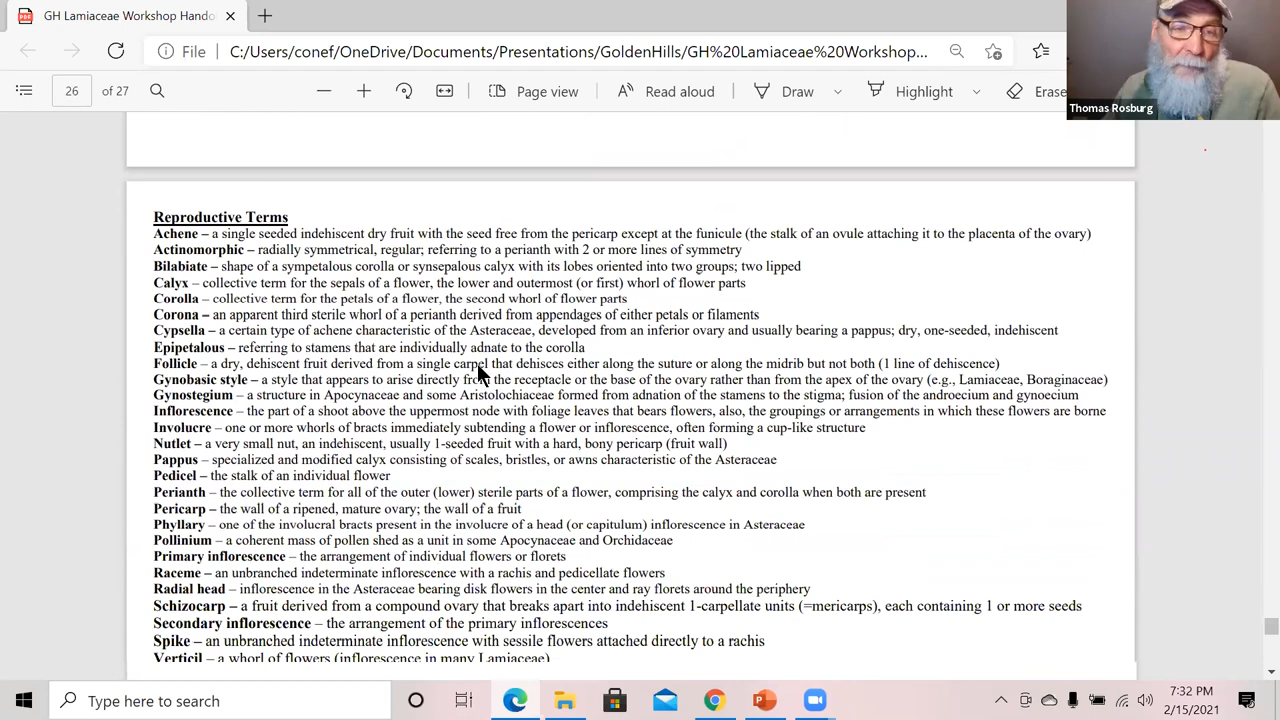 GH Lamiaceae Workshop Hando
File
C:/Users/conef/OneDrive/Documents/Presentations/GoldenHills/GH%20Lamiaceae%20Workshop...
26 of 27
Page view
Read aloud
Draw
Highlight
Erase
Thomas Rosburg
Reproductive Terms
Achene – a single seeded indehiscent dry fruit with the seed free from the pericarp except at the funicule (the stalk of an ovule attaching it to the placenta of the ovary)
Actinomorphic – radially symmetrical, regular; referring to a perianth with 2 or more lines of symmetry
Bilabiate – shape of a sympetalous corolla or synsepalous calyx with its lobes oriented into two groups; two lipped
Calyx – collective term for the sepals of a flower, the lower and outermost (or first) whorl of flower parts
Corolla – collective term for the petals of a flower, the second whorl of flower parts
Corona – an apparent third sterile whorl of a perianth derived from appendages of either petals or filaments
Cypsella – a certain type of achene characteristic of the Asteraceae, developed from an inferior ovary and usually bearing a pappus; dry, one-seeded, indehiscent
Epipetalous – referring to stamens that are individually adnate to the corolla
Follicle – a dry, dehiscent fruit derived from a single carpel that dehisces either along the suture or along the midrib but not both (1 line of dehiscence)
Gynobasic style – a style that appears to arise directly from the receptacle or the base of the ovary rather than from the apex of the ovary (e.g., Lamiaceae, Boraginaceae)
Gynostegium – a structure in Apocynaceae and some Aristolochiaceae formed from adnation of the stamens to the stigma; fusion of the androecium and gynoecium
Inflorescence – the part of a shoot above the uppermost node with foliage leaves that bears flowers, also, the groupings or arrangements in which these flowers are borne
Involucre – one or more whorls of bracts immediately subtending a flower or inflorescence, often forming a cup-like structure
Nutlet – a very small nut, an indehiscent, usually 1-seeded fruit with a hard, bony pericarp (fruit wall)
Pappus – specialized and modified calyx consisting of scales, bristles, or awns characteristic of the Asteraceae
Pedicel – the stalk of an individual flower
Perianth – the collective term for all of the outer (lower) sterile parts of a flower, comprising the calyx and corolla when both are present
Pericarp – the wall of a ripened, mature ovary; the wall of a fruit
Phyllary – one of the involucral bracts present in the involucre of a head (or capitulum) inflorescence in Asteraceae
Pollinium – a coherent mass of pollen shed as a unit in some Apocynaceae and Orchidaceae
Primary inflorescence – the arrangement of individual flowers or florets
Raceme – an unbranched indeterminate inflorescence with a rachis and pedicellate flowers
Radial head – inflorescence in the Asteraceae bearing disk flowers in the center and ray florets around the periphery
Schizocarp – a fruit derived from a compound ovary that breaks apart into indehiscent 1-carpellate units (=mericarps), each containing 1 or more seeds
Secondary inflorescence – the arrangement of the primary inflorescences
Spike – an unbranched indeterminate inflorescence with sessile flowers attached directly to a rachis
Verticil – a whorl of flowers (inflorescence in many Lamiaceae)
Type here to search
7:32 PM
2/15/2021